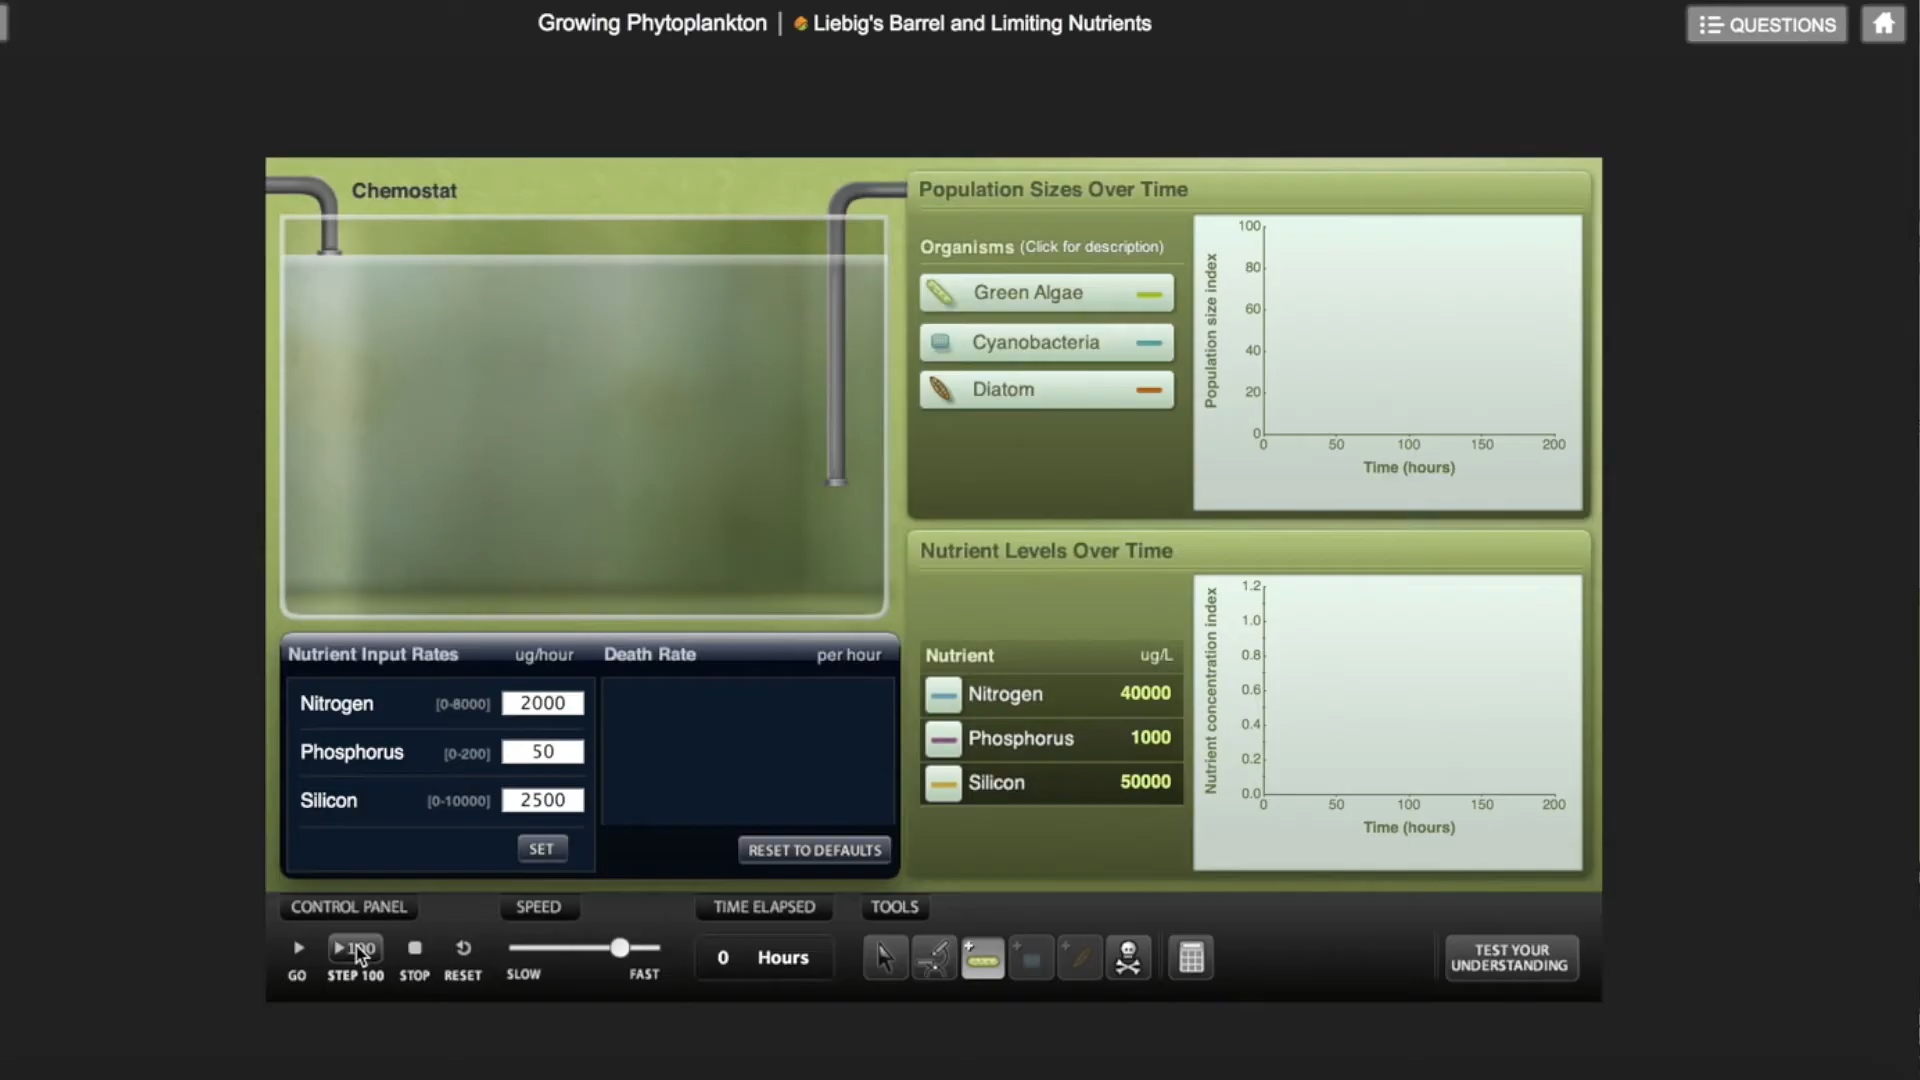 Growing Phytoplankton | Liebig's Barrel and Limiting Nutrients
QUESTIONS
Chemostat
Population Sizes Over Time
Organisms (Click for description)
Green Algae
Cyanobacteria
Diatom
Population size index
100
80
60
40
20
0
0 50 100 150 200
Time (hours)
Nutrient Input Rates ug/hour
Nitrogen [0-8000] 2000
Phosphorus [0-200] 50
Silicon [0-10000] 2500
SET
Death Rate per hour
RESET TO DEFAULTS
Nutrient Levels Over Time
Nutrient ug/L
Nitrogen 40000
Phosphorus 1000
Silicon 50000
Nutrient concentration index
1.2
1.0
0.8
0.6
0.4
0.2
0.0
0 50 100 150 200
Time (hours)
CONTROL PANEL SPEED TIME ELAPSED TOOLS
100
GO STEP 100 STOP RESET
SLOW FAST
0 Hours
TEST YOUR
UNDERSTANDING